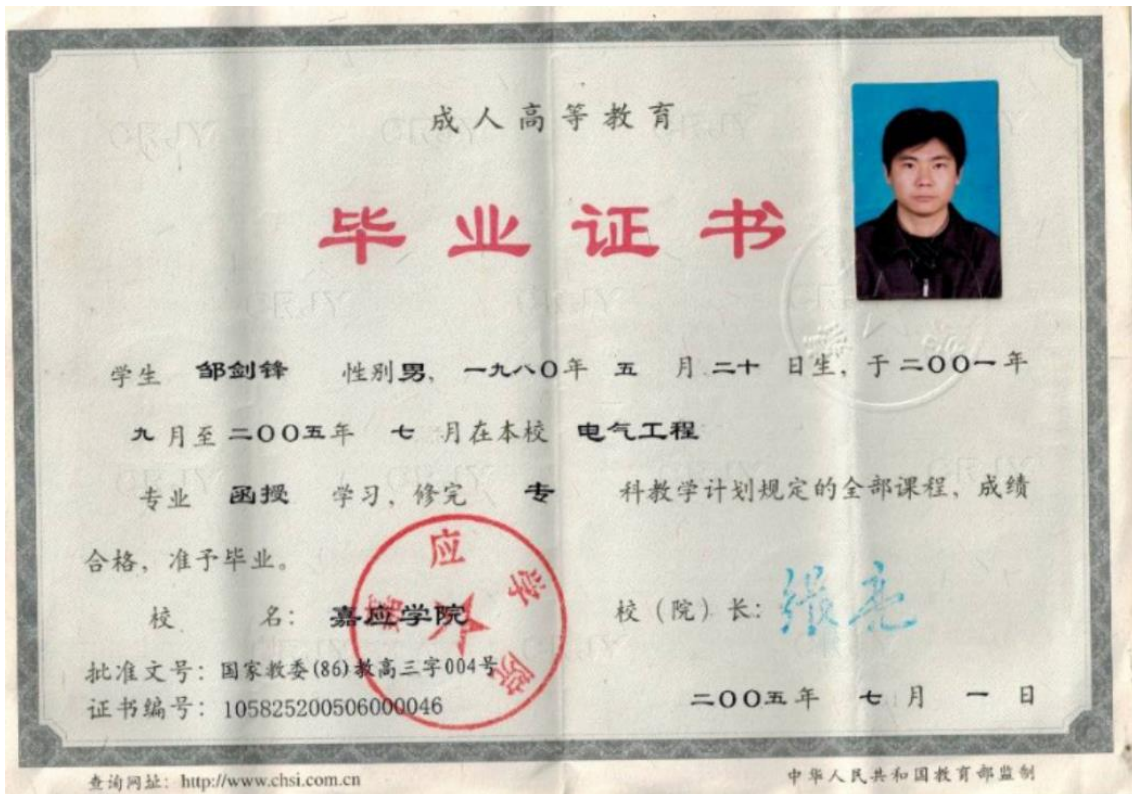 成人高等教育
毕业证书
学生 邹剑锋 性别男，一九八〇年 五 月二十 日生，于二〇〇一年
九月至二〇〇五年 七 月在本校 电气工程
专业 函授 学习，修完 专 科教学计划规定的全部课程，成绩
合格，准予毕业。
校 名：嘉应学院 校（院）长：张亮
批准文号：国家教委(86)教高三字004号
证书编号：105825200506000046 二〇〇五年 七月 一日
嘉应学院
查询网址：http://www.chsi.com.cn 中华人民共和国教育部监制